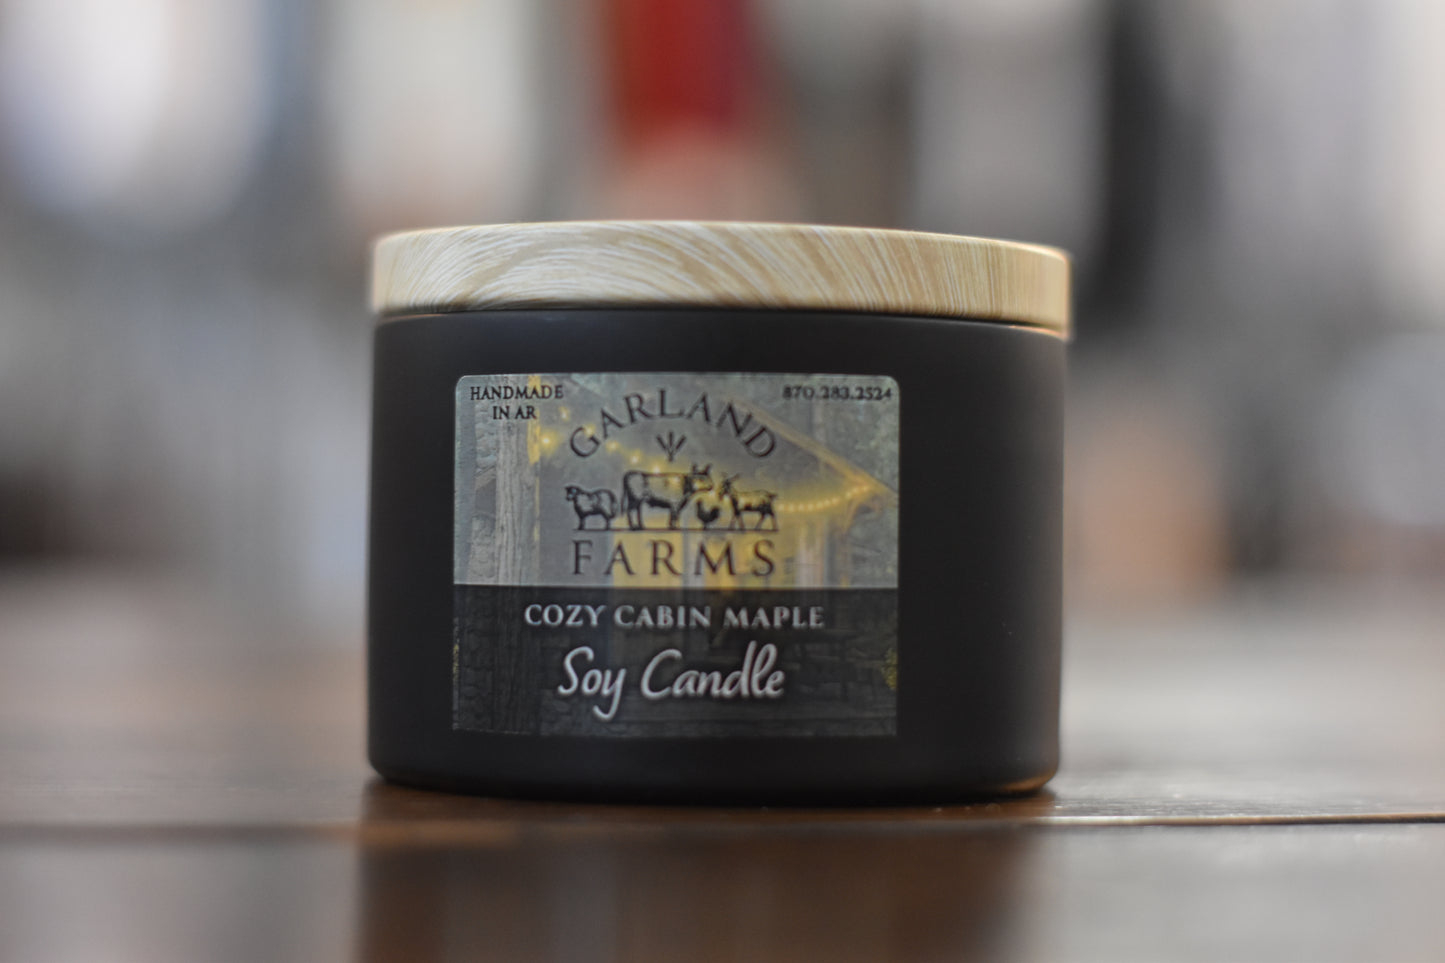 HANDMADE
IN AR
870.283.2524
GARLAND
FARMS
COZY CABIN MAPLE
Soy Candle